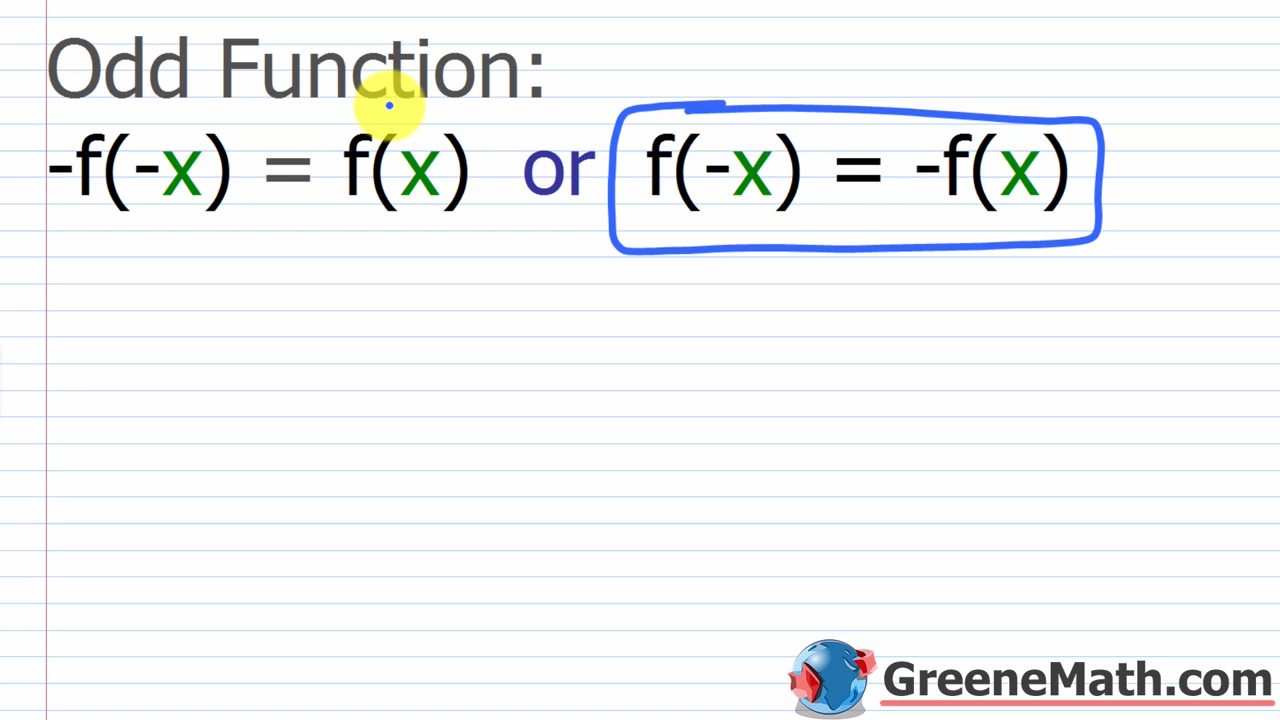 Odd Function:
-f(-x) = f(x) or f(-x) = -f(x)
GreeneMath.com